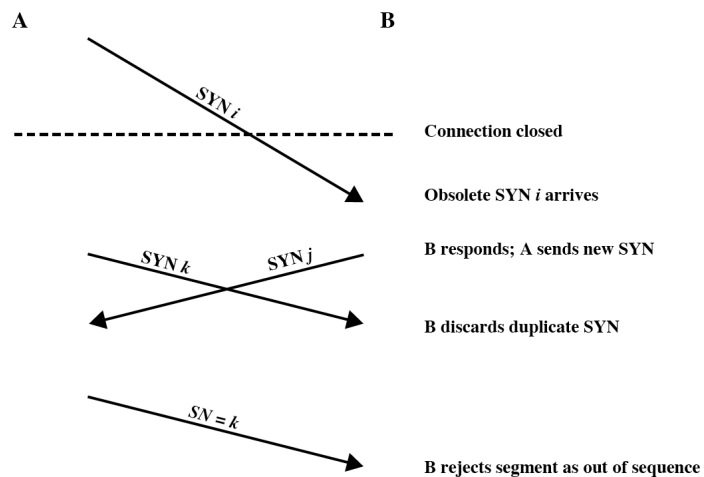 A
B
SYN i
Connection closed
Obsolete SYN i arrives
SYN k
SYN j
B responds; A sends new SYN
B discards duplicate SYN
SN = k
B rejects segment as out of sequence